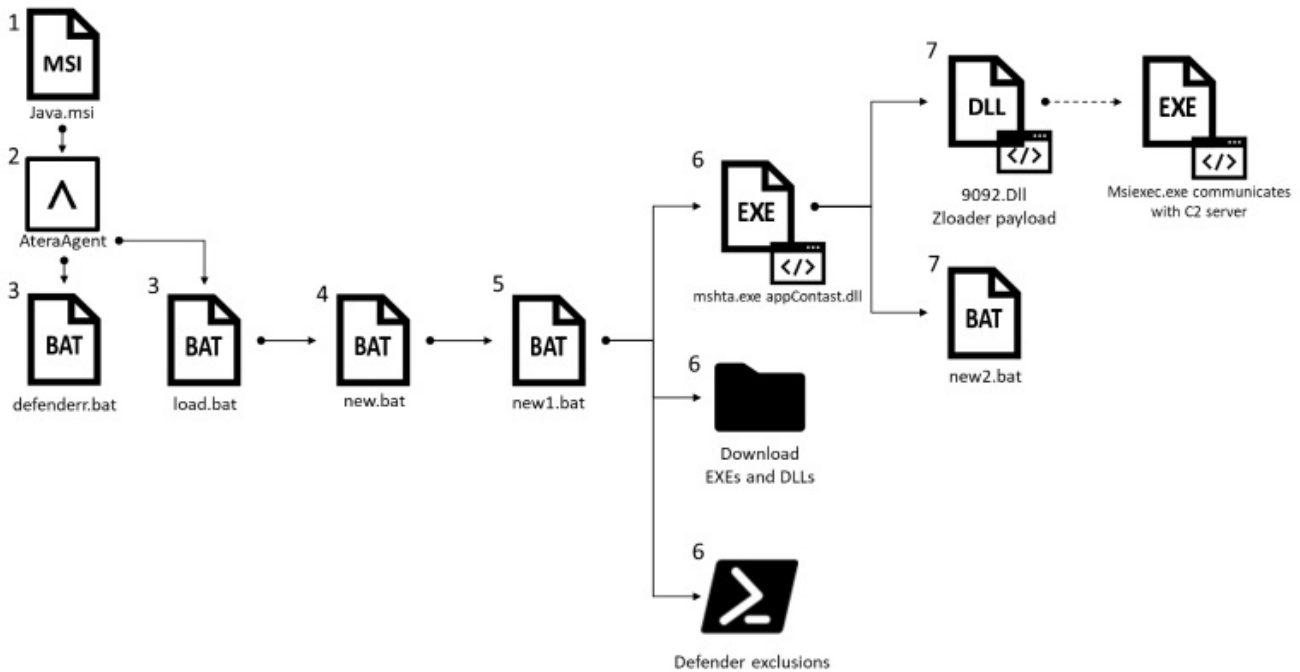 1
MSI
Java.msi
2
Λ
AteraAgent
3
BAT
defenderr.bat
3
BAT
load.bat
4
BAT
new.bat
5
BAT
new1.bat
6
EXE
</>
mshta.exe appContast.dll
6
Download
EXEs and DLLs
6
>_
Defender exclusions
7
DLL
</>
9092.Dll
Zloader payload
EXE
</>
Msiexec.exe communicates
with C2 server
7
BAT
new2.bat